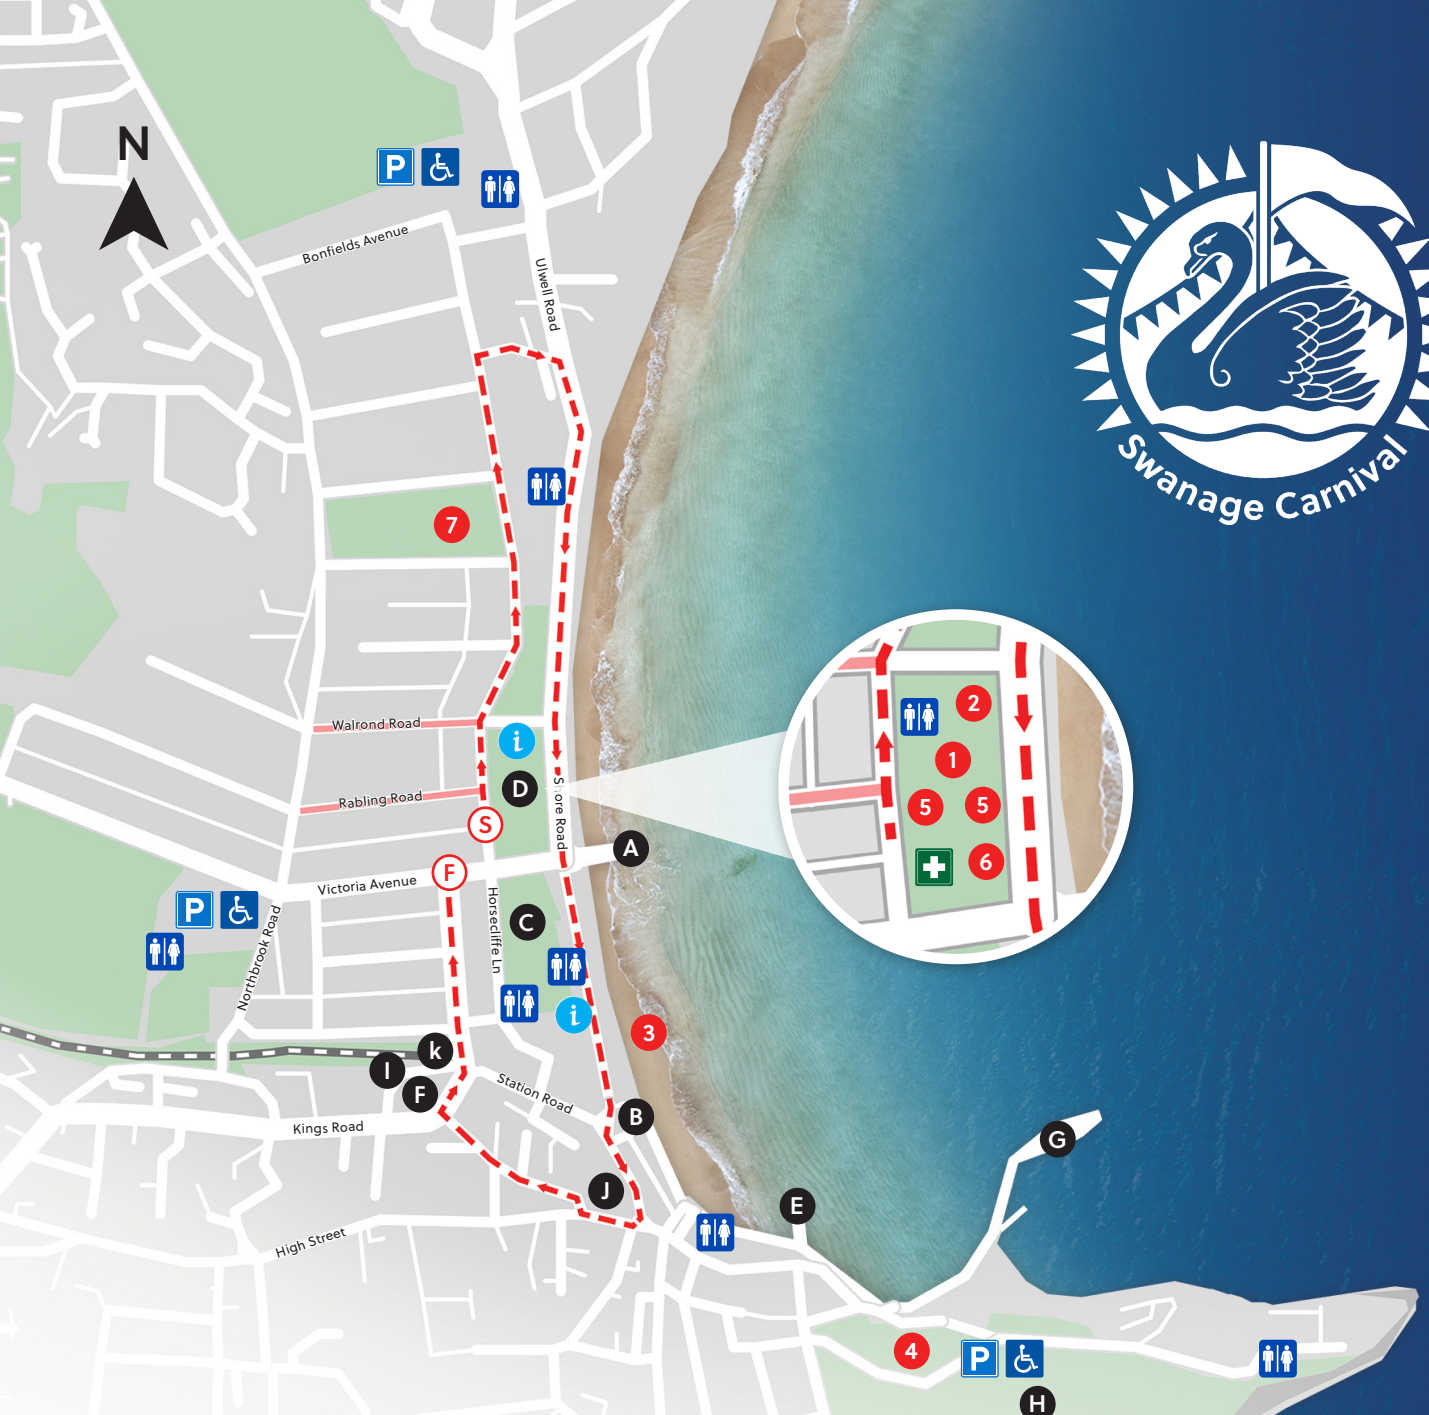 N
P
Bonfields Avenue
Ulwell Road
Swanage Carnival
7
Walrond Road
i
D
Rabling Road
Shore Road
S
A
F
Victoria Avenue
2
1
5
5
6
P
Northbrook Road
Horsecliffe Ln
C
i
3
k
I
F
Station Road
B
Kings Road
G
J
E
High Street
4
P
H